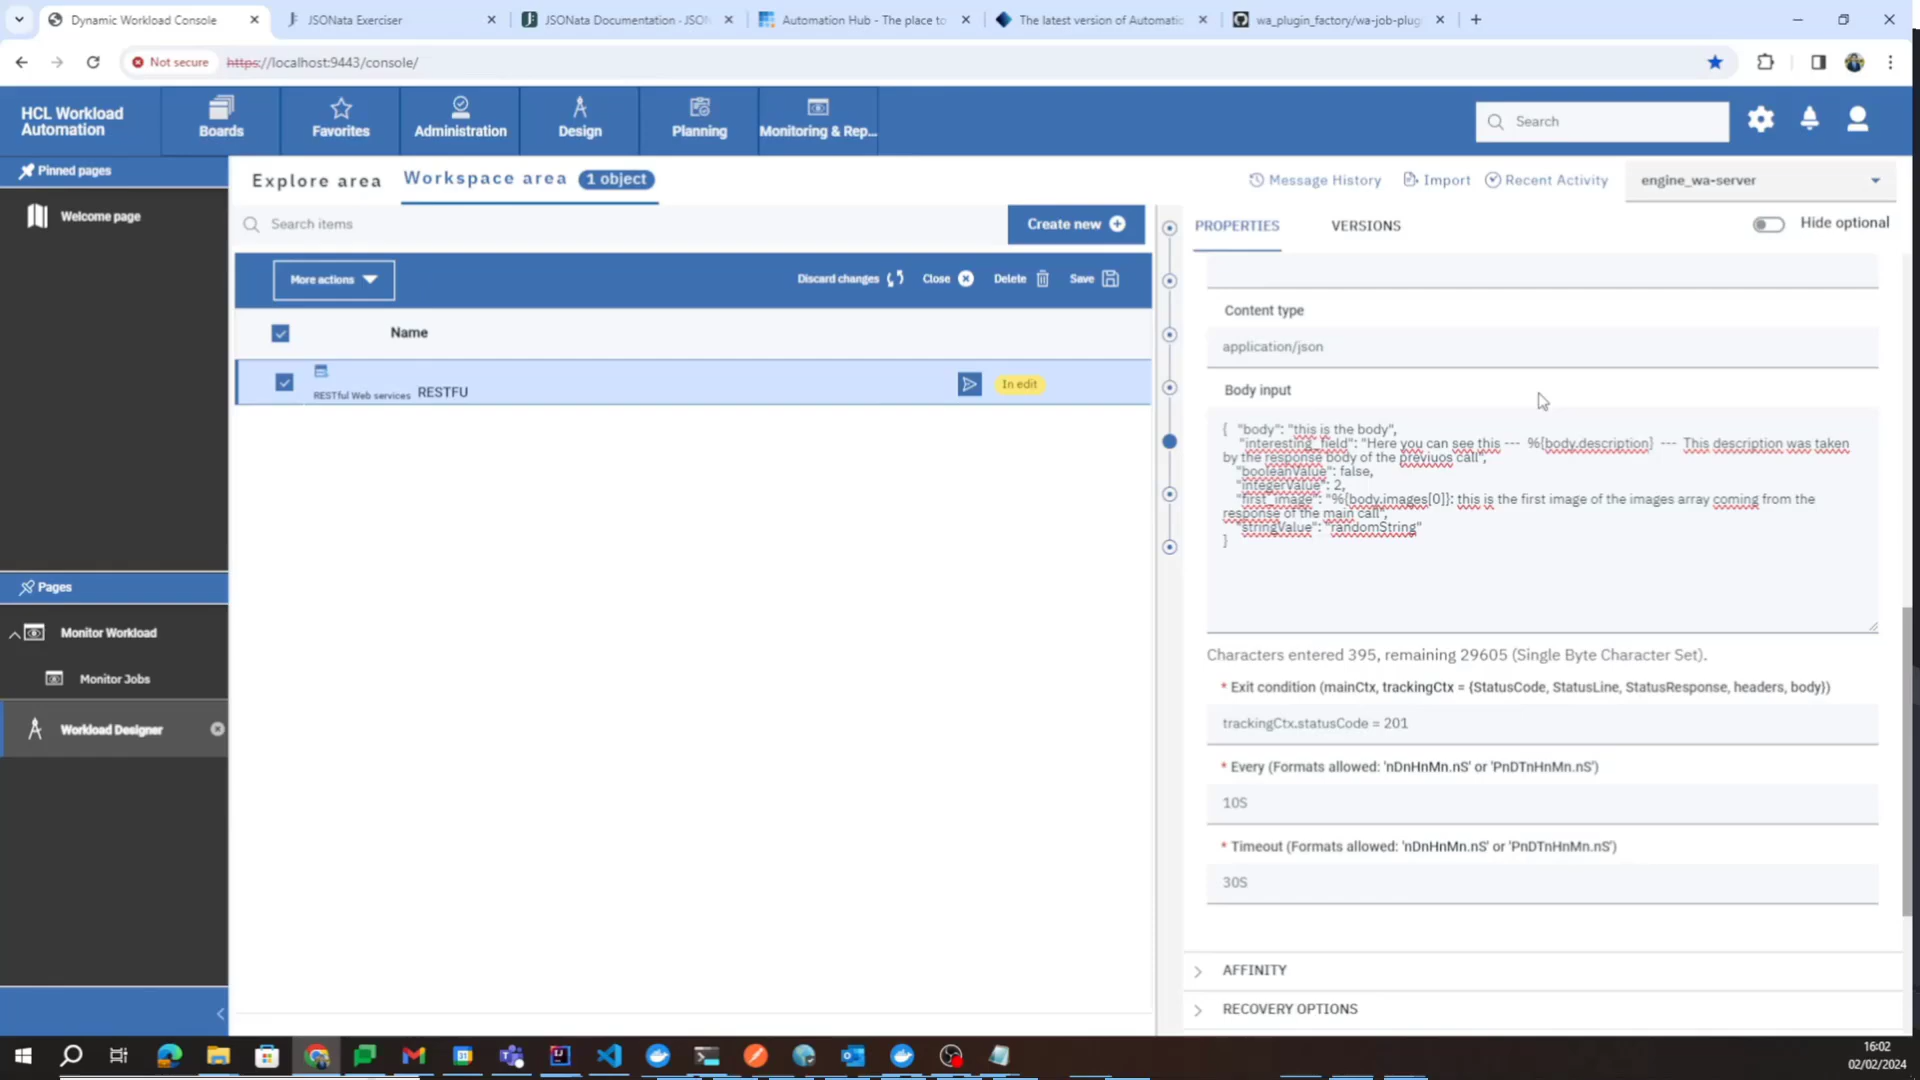 Dynamic Workload Console
JSONata Exerciser
JSONata Documentation - JSON
Automation Hub - The place to
The latest version of Automatic
wa_plugin_factory/wa-job-plug
Not secure
https://localhost:9443/console/
HCL Workload
Automation
Boards
Favorites
Administration
Design
Planning
Monitoring & Rep...
Search
Pinned pages
Welcome page
Explore area
Workspace area
1 object
Message History
Import
Recent Activity
engine_wa-server
Search items
Create new
PROPERTIES
VERSIONS
Hide optional
More actions
Discard changes
Close
Delete
Save
Name
RESTful Web services
RESTFU
In edit
Content type
application/json
Body input
{ "body": "this is the body",
"interesting_field": "Here you can see this --- %{body.description} --- This description was taken
by the response body of the previuos call",
"booleanValue": false,
"integerValue": 2,
"first_image": "%{body.images[0]}: this is the first image of the images array coming from the
response of the main call",
"stringValue": "randomString"
}
Characters entered 395, remaining 29605 (Single Byte Character Set).
* Exit condition (mainCtx, trackingCtx = {StatusCode, StatusLine, StatusResponse, headers, body})
trackingCtx.statusCode = 201
* Every (Formats allowed: 'nDnHnMn.nS' or 'PnDTnHnMn.nS')
10S
* Timeout (Formats allowed: 'nDnHnMn.nS' or 'PnDTnHnMn.nS')
30S
AFFINITY
RECOVERY OPTIONS
Pages
Monitor Workload
Monitor Jobs
Workload Designer
16:02
02/02/2024